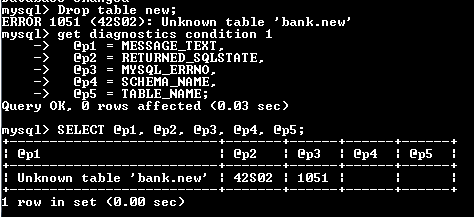 Database changed
mysql> Drop table new;
ERROR 1051 (42S02): Unknown table 'bank.new'
mysql> get diagnostics condition 1
    -> @p1 = MESSAGE_TEXT,
    -> @p2 = RETURNED_SQLSTATE,
    -> @p3 = MYSQL_ERRNO,
    -> @p4 = SCHEMA_NAME,
    -> @p5 = TABLE_NAME;
Query OK, 0 rows affected (0.03 sec)
mysql> SELECT @p1, @p2, @p3, @p4, @p5;
+--------------------------+-------+------+------+------+
| @p1                      | @p2   | @p3  | @p4  | @p5  |
+--------------------------+-------+------+------+------+
| Unknown table 'bank.new' | 42S02 | 1051 |      |      |
+--------------------------+-------+------+------+------+
1 row in set (0.00 sec)